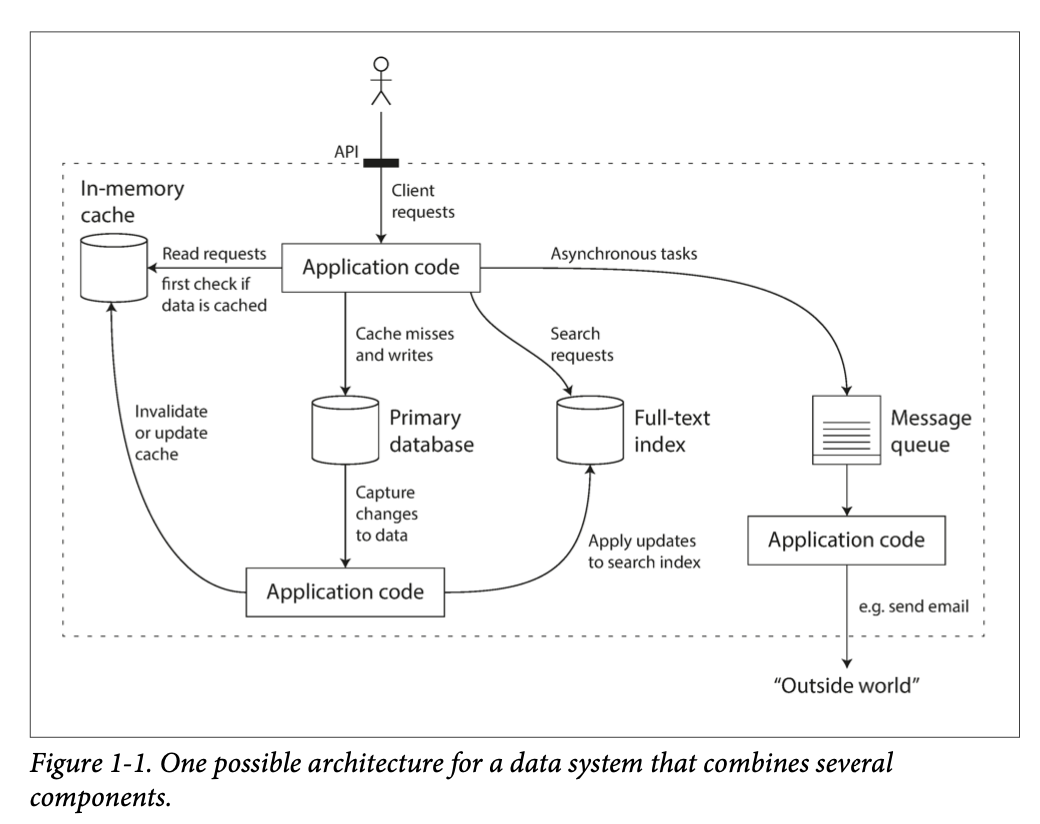 API
Client
requests
In-memory
cache
Read requests
first check if
data is cached
Application code
Asynchronous tasks
Cache misses
and writes
Search
requests
Invalidate
or update
cache
Primary
database
Full-text
index
Message
queue
Capture
changes
to data
Apply updates
to search index
Application code
Application code
e.g. send email
“Outside world”
Figure 1-1. One possible architecture for a data system that combines several
components.